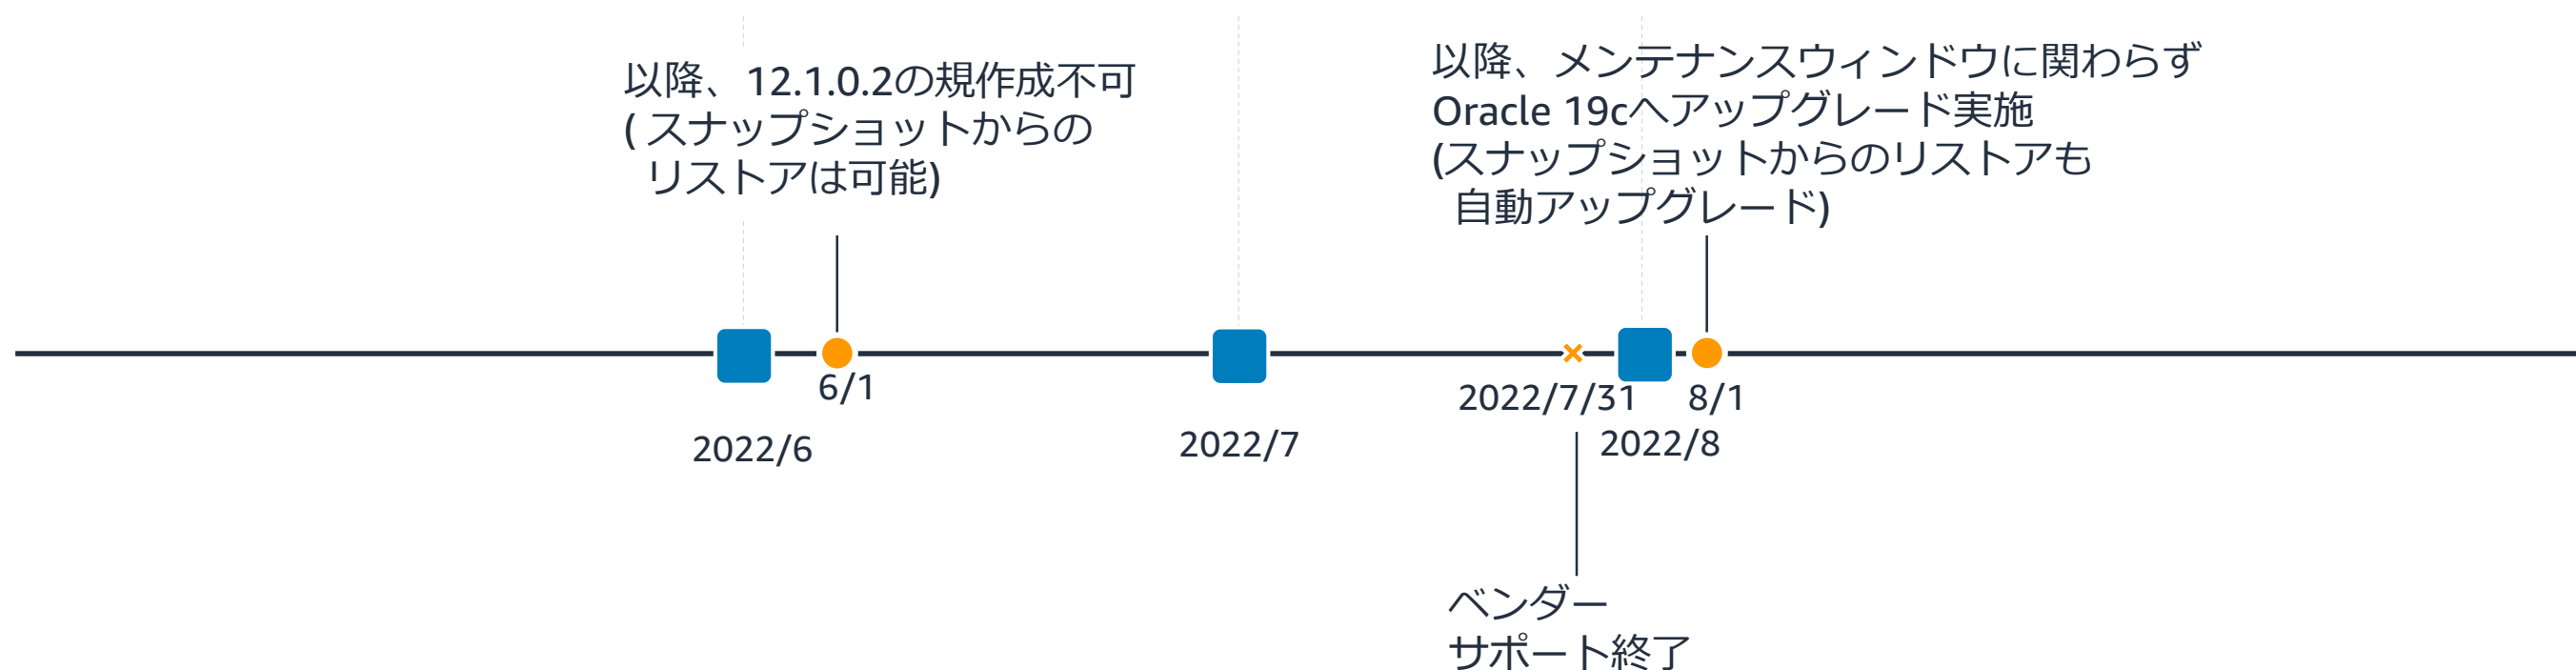 以降、12.1.0.2の規作成不可
( スナップショットからの
リストアは可能)
以降、メンテナンスウィンドウに関わらず
Oracle 19cへアップグレード実施
(スナップショットからのリストアも
自動アップグレード)
6/1
2022/7/31
8/1
2022/6
2022/7
2022/8
ベンダー
サポート終了